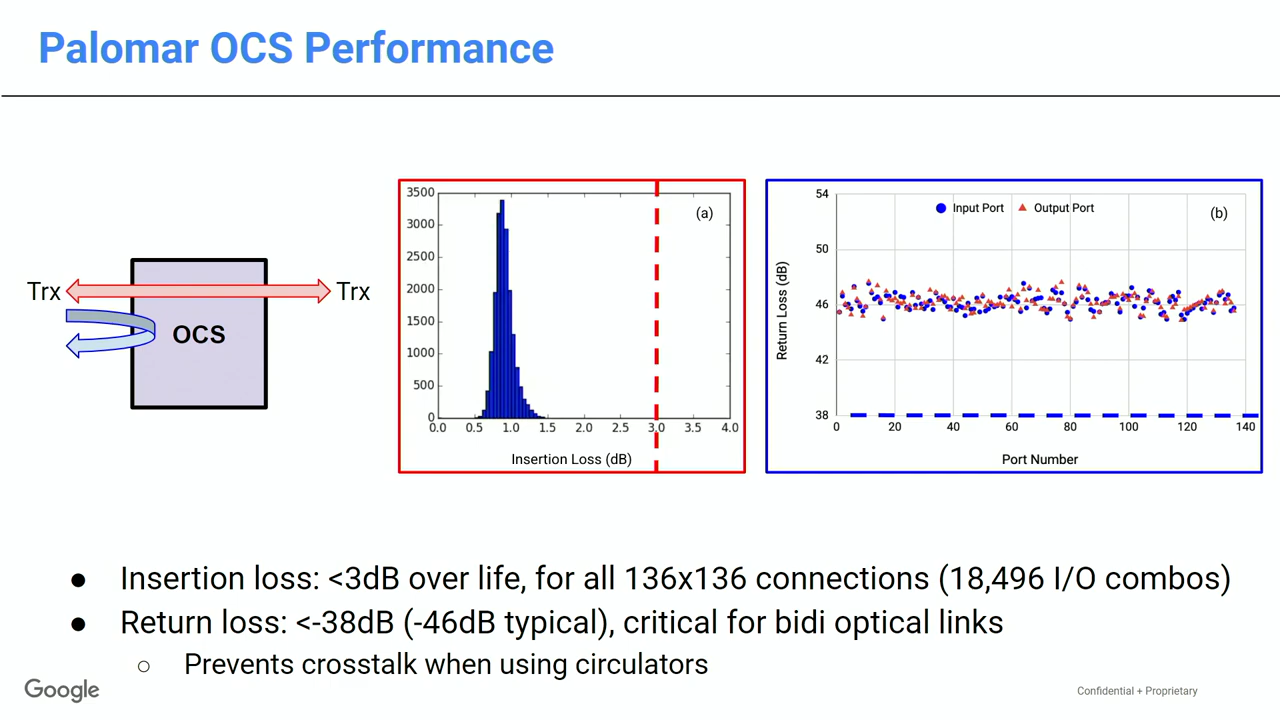 Palomar OCS Performance
Trx
Trx
OCS
3500
3000
2500
2000
1500
1000
500
0
0.0 0.5 1.0 1.5 2.0 2.5 3.0 3.5 4.0
Insertion Loss (dB)
(a)
54
50
46
42
38
Return Loss (dB)
Input Port Output Port
(b)
0 20 40 60 80 100 120 140
Port Number
● Insertion loss: <3dB over life, for all 136x136 connections (18,496 I/O combos)
● Return loss: <-38dB (-46dB typical), critical for bidi optical links
○ Prevents crosstalk when using circulators
Google
Confidential + Proprietary